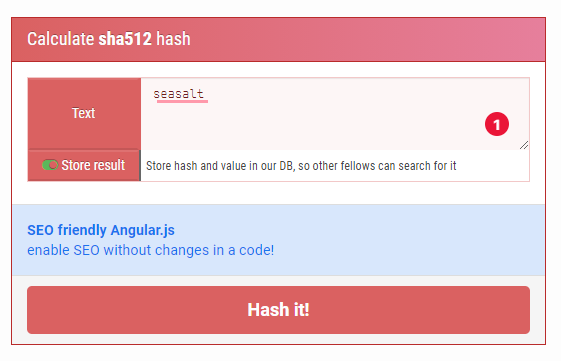 Calculate sha512 hash
Text
seasalt
1
Store result
Store hash and value in our DB, so other fellows can search for it
SEO friendly Angular.js
enable SEO without changes in a code!
Hash it!